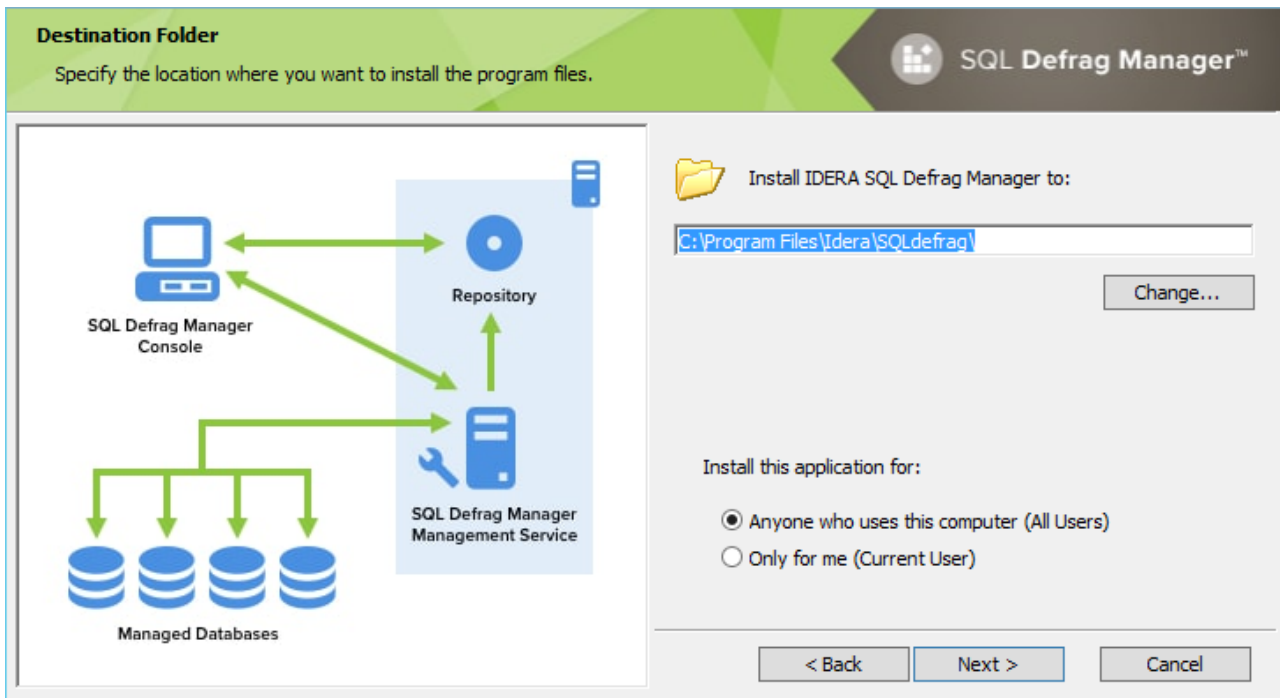 Destination Folder
Specify the location where you want to install the program files.
SQL Defrag Manager™
SQL Defrag Manager
Console
Repository
SQL Defrag Manager
Management Service
Managed Databases
Install IDERA SQL Defrag Manager to:
C:\Program Files\Idera\SQLdefrag\
Change...
Install this application for:
Anyone who uses this computer (All Users)
Only for me (Current User)
< Back
Next >
Cancel